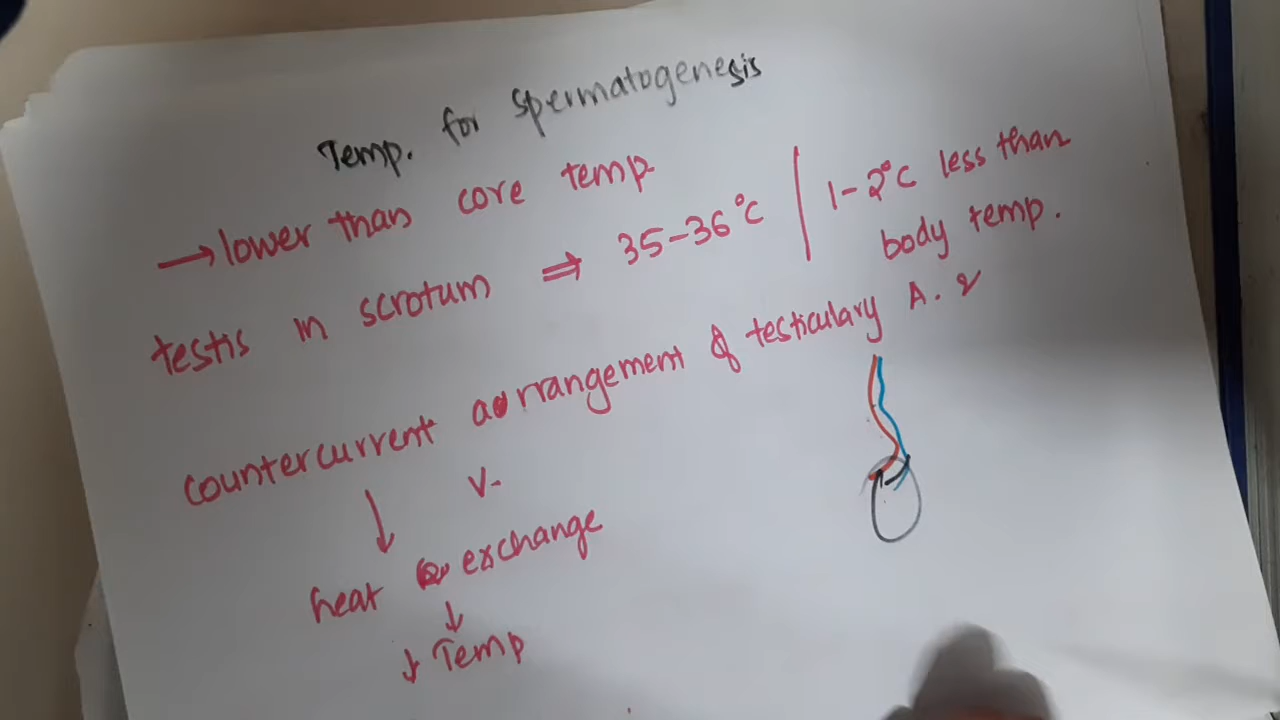 Temp. for spermatogenesis
→ lower than core temp.
testis in scrotum ⇒ 35-36°C | 1-2°C less than
body temp.
countercurrent arrangement of testiculary A. &
V.
↓
heat exchange
↓
↓ Temp